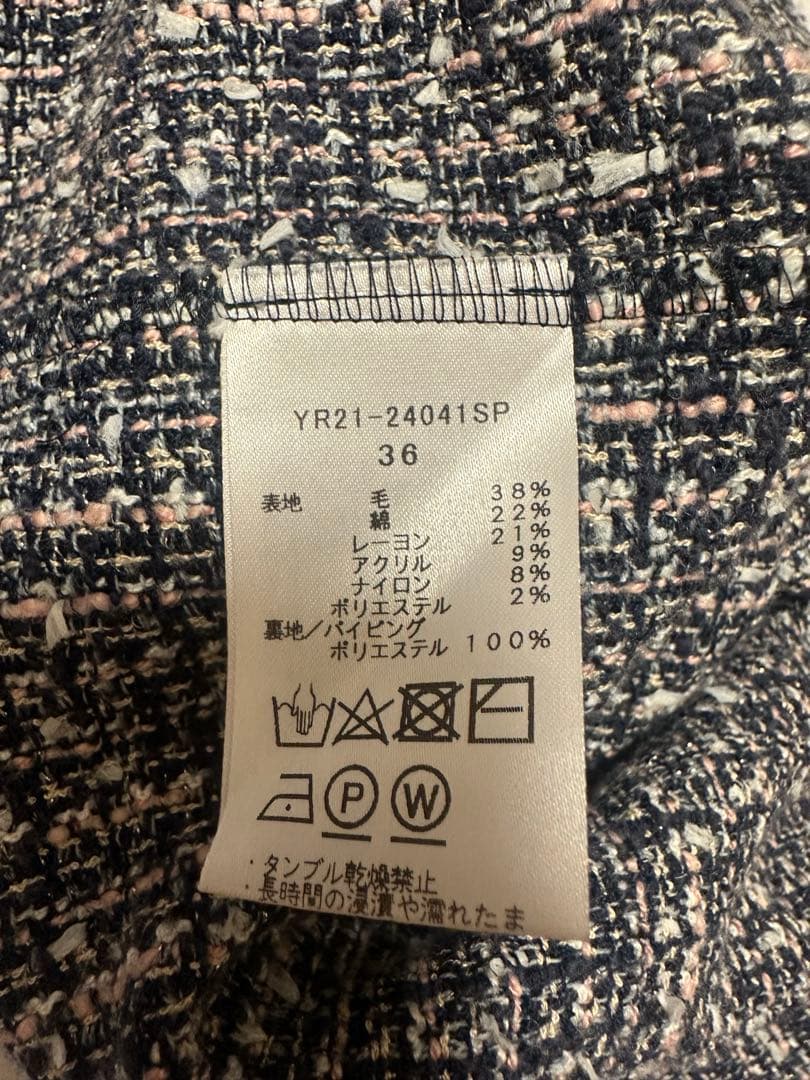 YR21-24041SP
36
表地 毛 38%
綿 22%
レーヨン 21%
アクリル 9%
ナイロン 8%
ポリエステル 2%
裏地/パイピング
ポリエステル 100%
P W
・タンブル乾燥禁止
・長時間の浸漬や濡れたま